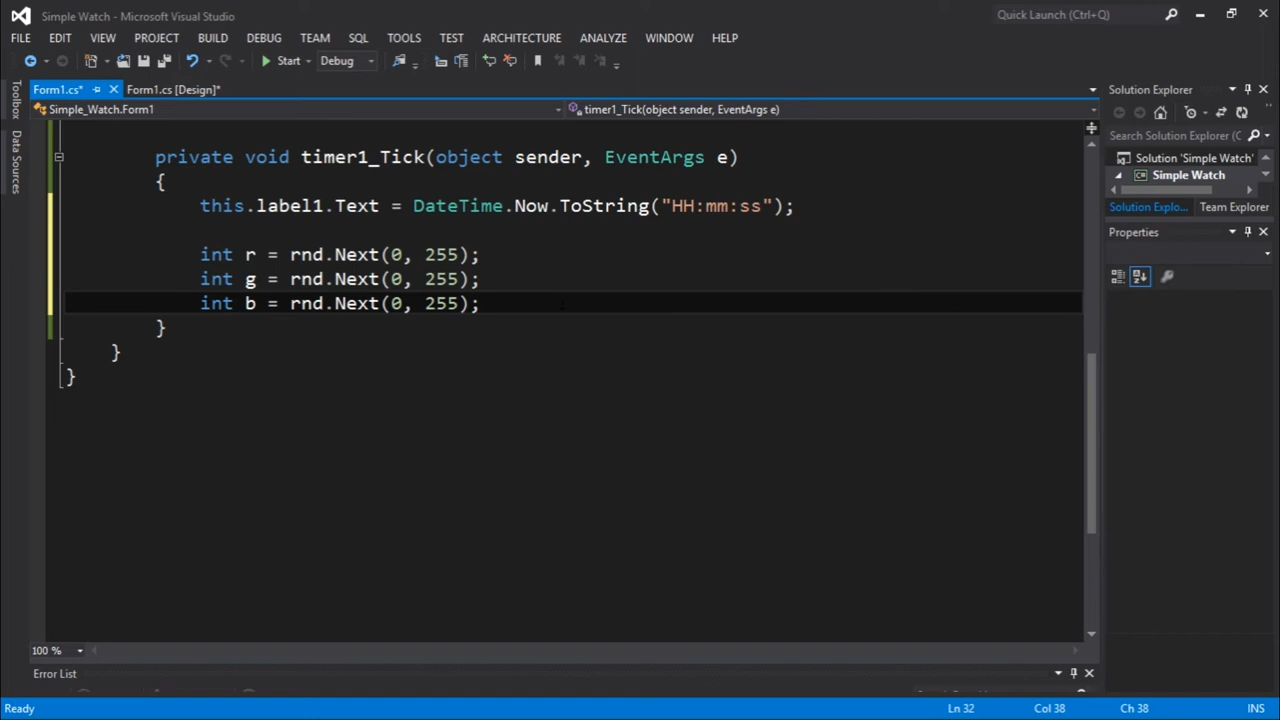 Simple Watch - Microsoft Visual Studio
Quick Launch (Ctrl+Q)
FILE EDIT VIEW PROJECT BUILD DEBUG TEAM SQL TOOLS TEST ARCHITECTURE ANALYZE WINDOW HELP
Start Debug
Form1.cs* Form1.cs [Design]*
Simple_Watch.Form1 timer1_Tick(object sender, EventArgs e)
Toolbox
Data Sources
private void timer1_Tick(object sender, EventArgs e)
{
this.label1.Text = DateTime.Now.ToString("HH:mm:ss");
int r = rnd.Next(0, 255);
int g = rnd.Next(0, 255);
int b = rnd.Next(0, 255);
}
}
}
100 %
Error List
Solution Explorer
Search Solution Explorer (C
Solution 'Simple Watch'
Simple Watch
Solution Explo... Team Explorer
Properties
Ready Ln 32 Col 38 Ch 38 INS